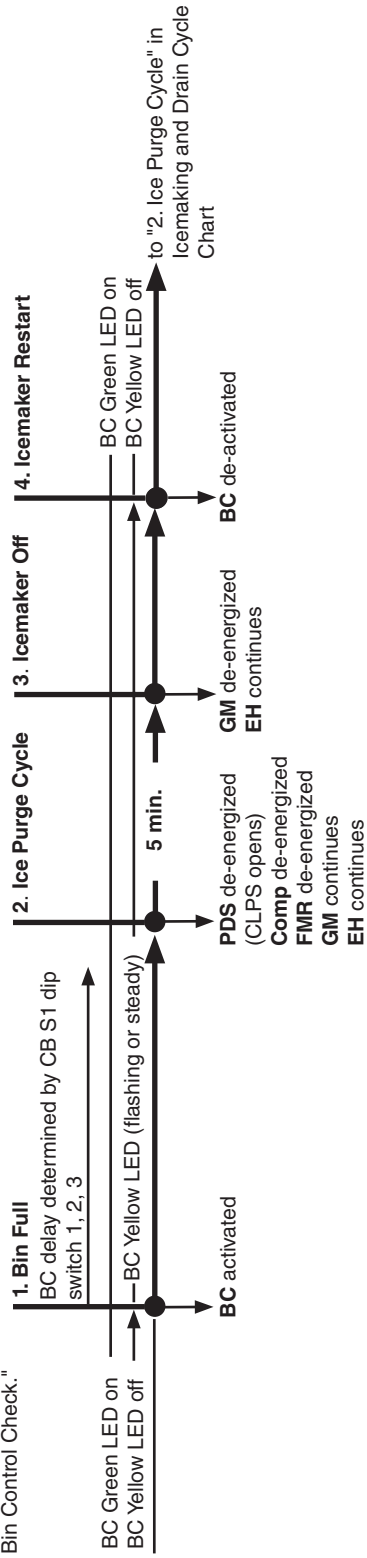 Bin Control Check."
1. Bin Full
BC delay determined by CB S1 dip
switch 1, 2, 3
BC Green LED on
BC Yellow LED off
BC Yellow LED (flashing or steady)
BC activated
2. Ice Purge Cycle
5 min.
PDS de-energized
(CLPS opens)
Comp de-energized
FMR de-energized
GM continues
EH continues
3. Icemaker Off
GM de-energized
EH continues
4. Icemaker Restart
BC Green LED on
BC Yellow LED off
BC de-activated
to "2. Ice Purge Cycle" in
Icemaking and Drain Cycle
Chart